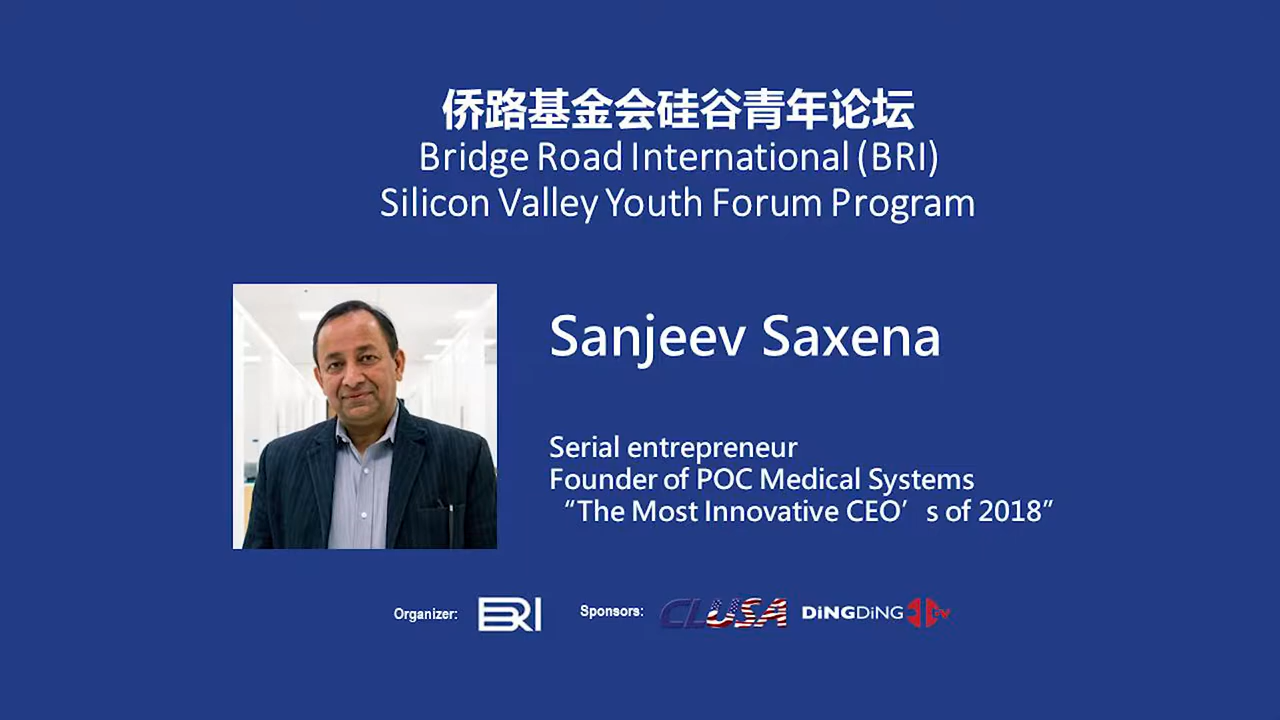 侨路基金会硅谷青年论坛
Bridge Road International (BRI)
Silicon Valley Youth Forum Program
Sanjeev Saxena
Serial entrepreneur
Founder of POC Medical Systems
“The Most Innovative CEO’s of 2018”
Organizer: BRI Sponsors: CLUSA DiNGDiNG TV